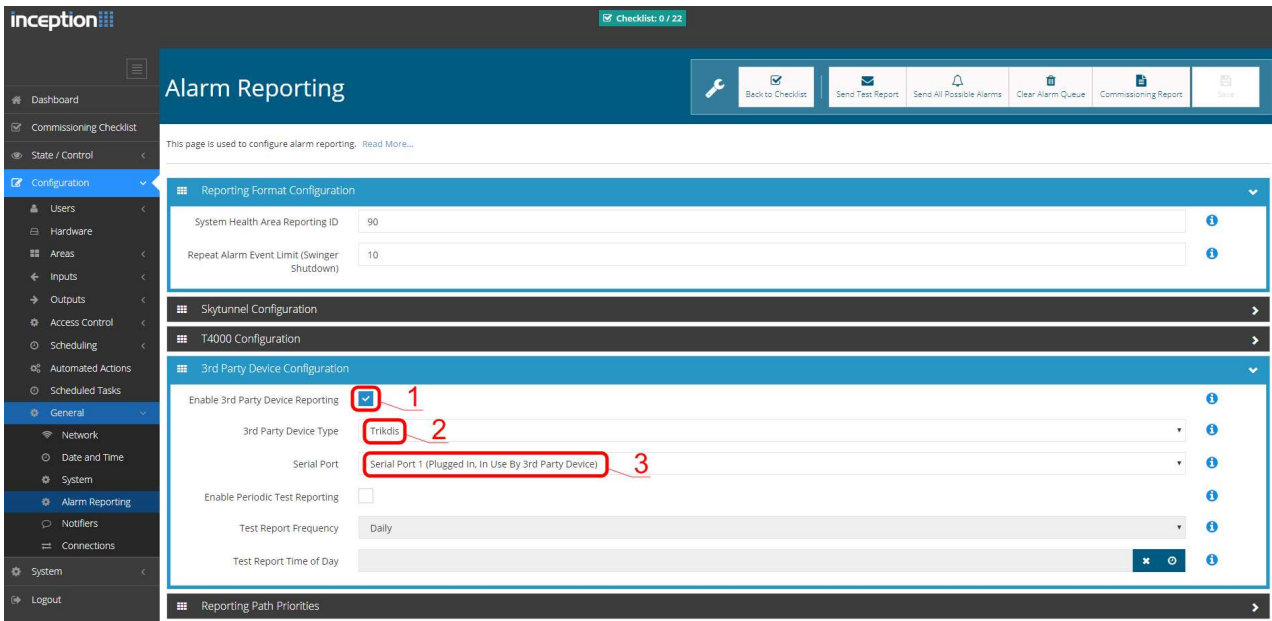 inception
Checklist: 0 / 22
Dashboard
Commissioning Checklist
State / Control
Configuration
Users
Hardware
Areas
Inputs
Outputs
Access Control
Scheduling
Automated Actions
Scheduled Tasks
General
Network
Date and Time
System
Alarm Reporting
Notifiers
Connections
System
Logout
Alarm Reporting
Back to Checklist
Send Test Report
Send All Possible Alarms
Clear Alarm Queue
Commissioning Report
Save
This page is used to configure alarm reporting. Read More...
Reporting Format Configuration
System Health Area Reporting ID 90
Repeat Alarm Event Limit (Swinger
Shutdown) 10
Skytunnel Configuration
T4000 Configuration
3rd Party Device Configuration
Enable 3rd Party Device Reporting 1
3rd Party Device Type Trikdis 2
Serial Port Serial Port 1 (Plugged In, In Use By 3rd Party Device) 3
Enable Periodic Test Reporting
Test Report Frequency Daily
Test Report Time of Day
Reporting Path Priorities